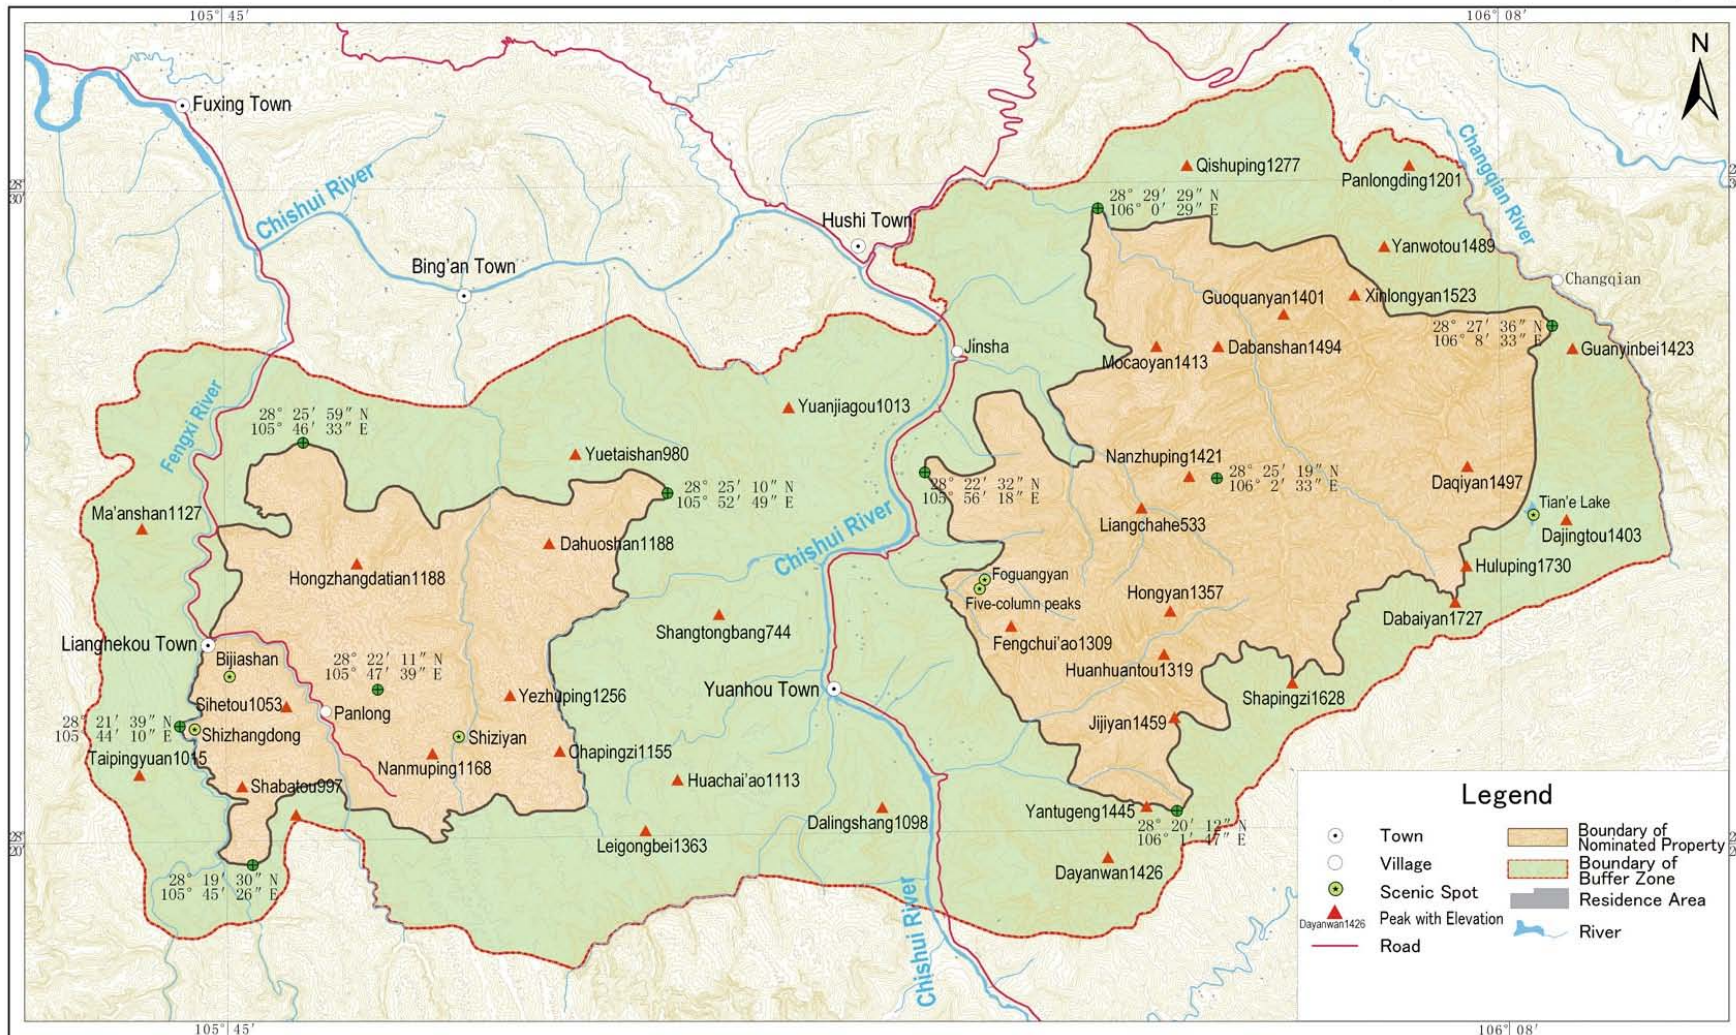 105° 45′
106° 08′
N
Fuxing Town
Chishui River
Changqian River
Qishuping1277
Panlongding1201
28°
30′
28° 29′ 29″ N
106° 0′ 29″ E
Hushi Town
Yanwotou1489
Bing'an Town
Changqian
Guoquanyan1401
Xinlongyan1523
28° 27′ 36″ N
106° 8′ 33″ E
Jinsha
Mocaoyan1413
Dabanshan1494
Guanyinbei1423
Fengxi River
28° 25′ 59″ N
105° 46′ 33″ E
Yuanjiagou1013
Yuetaishan980
Nanzhuping1421
28° 25′ 19″ N
106° 2′ 33″ E
Daqiyan1497
28° 25′ 10″ N
105° 52′ 49″ E
28° 22′ 32″ N
105° 56′ 18″ E
Ma'anshan1127
Chishui River
Liangchahe533
Tian'e Lake
Dajingtou1403
Dahuoshan1188
Hongzhangdatian1188
Foguangyan
Five-column peaks
Huluping1730
Hongyan1357
Dabaiyan1727
Shangtongbang744
Fengchui'ao1309
Lianghekou Town
Bijiashan
28° 22′ 11″ N
105° 47′ 39″ E
Huanhuantou1319
Yuanhou Town
Yezhuping1256
Shapingzi1628
Sihetou1053
Panlong
28° 21′ 39″ N
105° 44′ 10″ E
Shizhangdong
Shiziyan
Jijiyan1459
Taipingyuan1015
Nanmuping1168
Chapingzi1155
Shabatou997
Huachai'ao1113
Dalingshang1098
Yantugeng1445
28° 20′ 12″ N
106° 1′ 47″ E
28°
20′
Leigongbei1363
Dayanwan1426
28° 19′ 30″ N
105° 45′ 26″ E
Chishui River
Legend
Town
Village
Scenic Spot
Dayanwan1426
Peak with Elevation
Road
Boundary of
Nominated Property
Boundary of
Buffer Zone
Residence Area
River
105° 45′
106° 08′